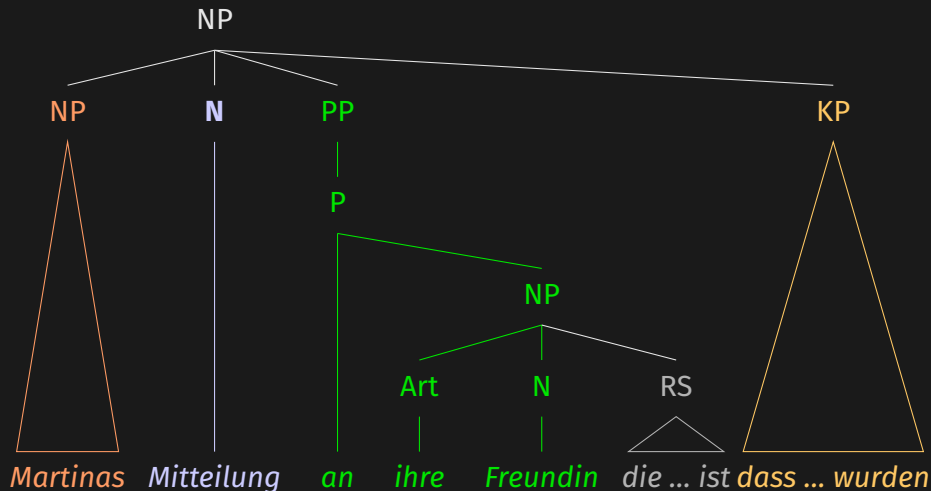 NP
NP N PP KP
P
NP
Art N RS
Martinas Mitteilung an ihre Freundin die ... ist dass ... wurden